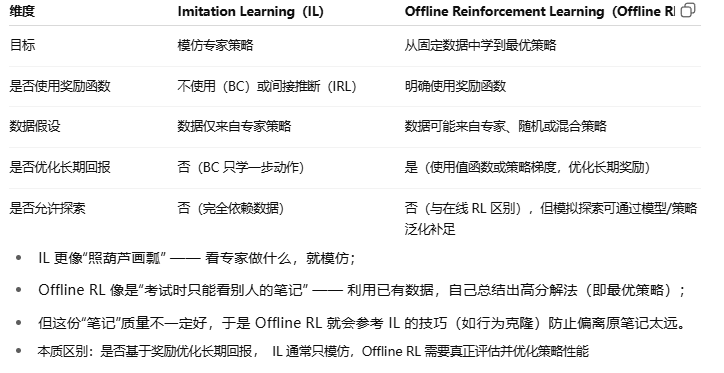 维度 Imitation Learning（IL） Offline Reinforcement Learning（Offline RI
目标 模仿专家策略 从固定数据中学到最优策略
是否使用奖励函数 不使用（BC）或间接推断（IRL） 明确使用奖励函数
数据假设 数据仅来自专家策略 数据可能来自专家、随机或混合策略
是否优化长期回报 否（BC 只学一步动作） 是（使用值函数或策略梯度，优化长期奖励）
是否允许探索 否（完全依赖数据） 否（与在线 RL 区别），但模拟探索可通过模型/策略
泛化补足
• IL 更像“照葫芦画瓢” —— 看专家做什么，就模仿；
• Offline RL 像是“考试时只能看别人的笔记” —— 利用已有数据，自己总结出高分解法（即最优策略）；
• 但这份“笔记”质量不一定好，于是 Offline RL 就会参考 IL 的技巧（如行为克隆）防止偏离原笔记太远。
• 本质区别：是否基于奖励优化长期回报， IL 通常只模仿，Offline RL 需要真正评估并优化策略性能